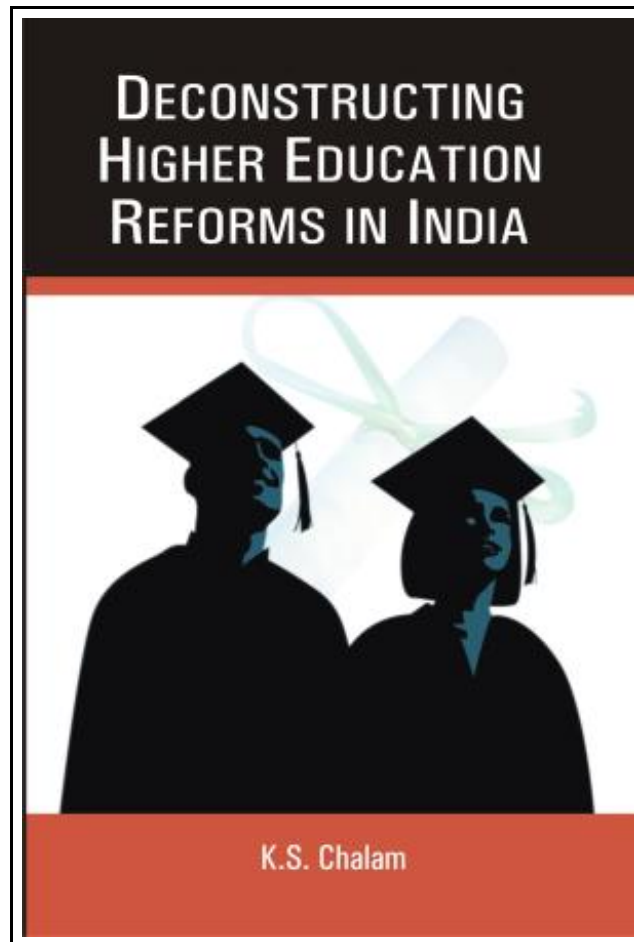 DECONSTRUCTING
HIGHER EDUCATION
REFORMS IN INDIA
K.S. Chalam